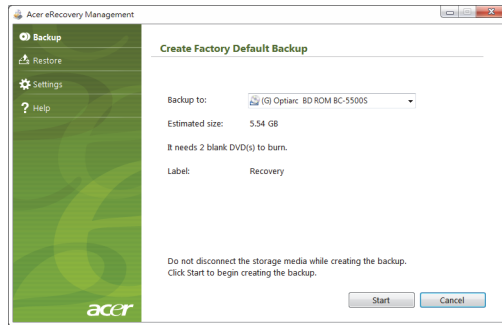 Acer eRecovery Management
Backup
Restore
Settings
Help
Create Factory Default Backup
Backup to: (G) Optiarc BD ROM BC-5500S
Estimated size: 5.54 GB
It needs 2 blank DVD(s) to burn.
Label: Recovery
Do not disconnect the storage media while creating the backup.
Click Start to begin creating the backup.
Start Cancel
acer